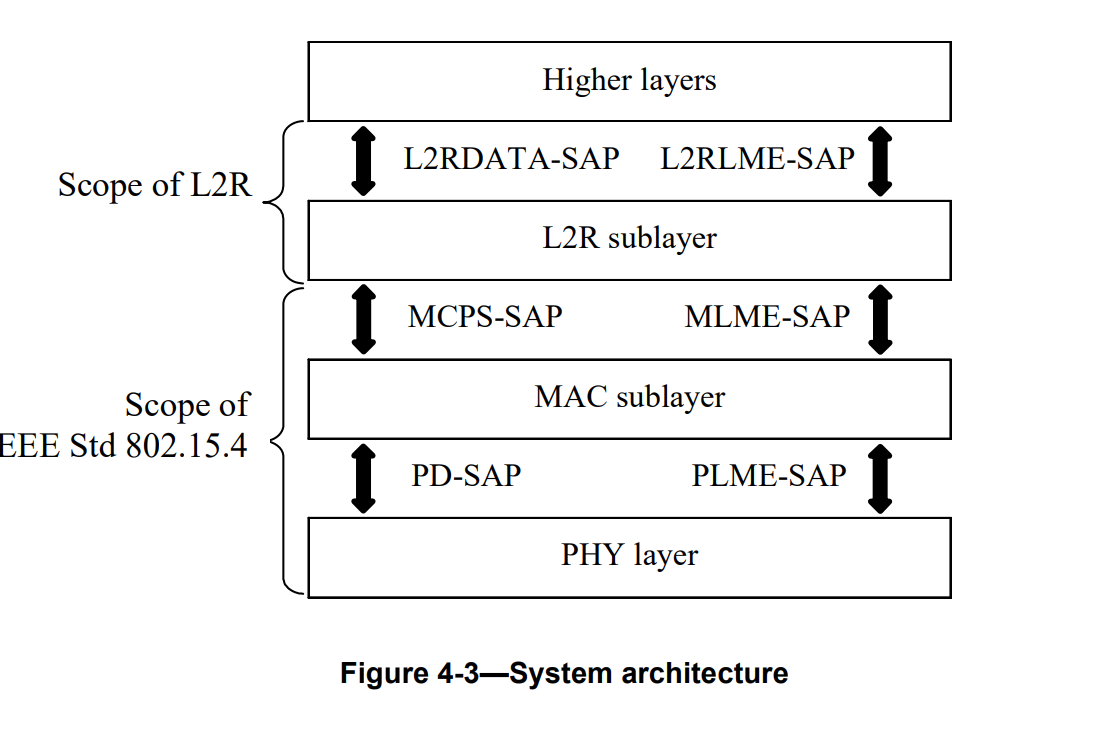 Higher layers
L2RDATA-SAP L2RLME-SAP
Scope of L2R
L2R sublayer
MCPS-SAP MLME-SAP
MAC sublayer
Scope of
EEE Std 802.15.4
PD-SAP PLME-SAP
PHY layer
Figure 4-3—System architecture